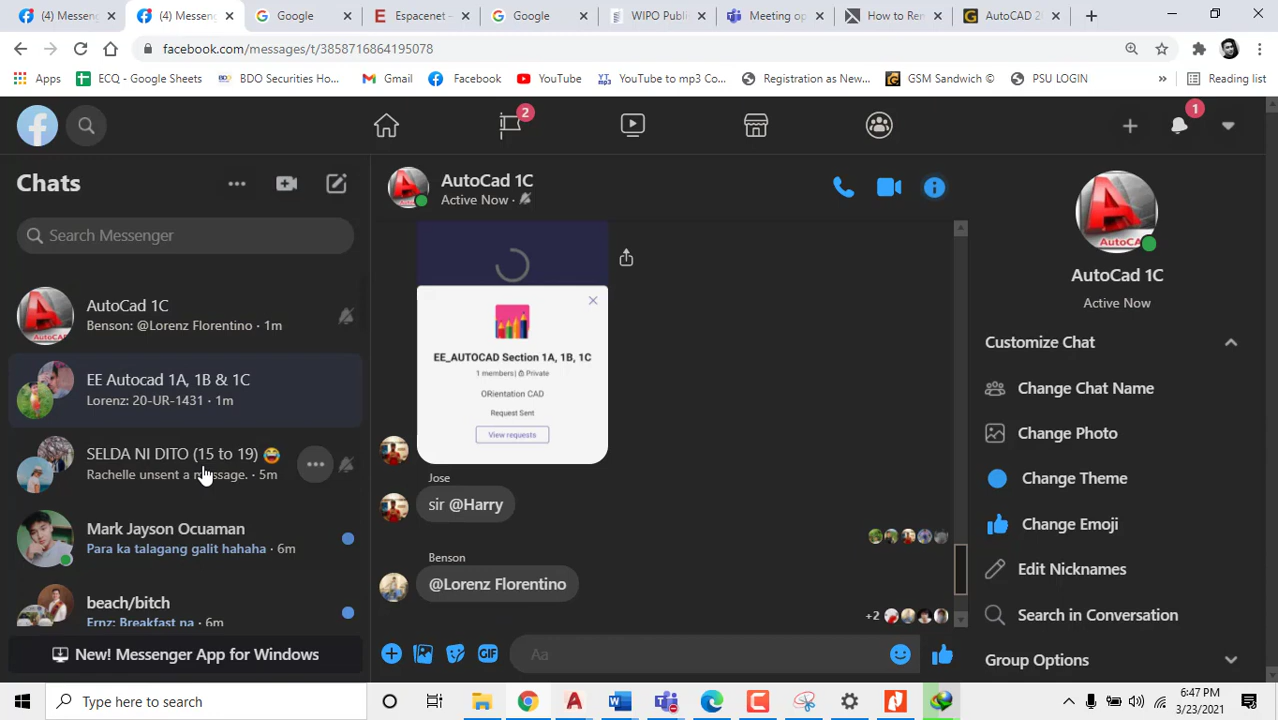 (4) Messen
(4) Messeng
Google
Espacenet –
Google
WIPO Publi
Meeting op
How to Ren
AutoCAD 20
facebook.com/messages/t/3858716864195078
Apps
ECQ - Google Sheets
BDO Securities Ho...
Gmail
Facebook
YouTube
YouTube to mp3 Co...
Registration as New...
GSM Sandwich ©
PSU LOGIN
»
Reading list
2
1
Chats
Search Messenger
AutoCad 1C
Benson: @Lorenz Florentino · 1m
EE Autocad 1A, 1B & 1C
Lorenz: 20-UR-1431 · 1m
SELDA NI DITO (15 to 19) 😂
Rachelle unsent a message. · 5m
Mark Jayson Ocuaman
Para ka talagang galit hahaha · 6m
beach/bitch
Ernz: Breakfast na · 6m
New! Messenger App for Windows
AutoCad 1C
Active Now ·
EE_AUTOCAD Section 1A, 1B, 1C
1 members| Private
ORientation CAD
Request Sent
View requests
Jose
sir @Harry
Benson
@Lorenz Florentino
+2
GIF
Aa
AutoCAD
AutoCad 1C
Active Now
Customize Chat
Change Chat Name
Change Photo
Change Theme
Change Emoji
Edit Nicknames
Search in Conversation
Group Options
Type here to search
6:47 PM
3/23/2021